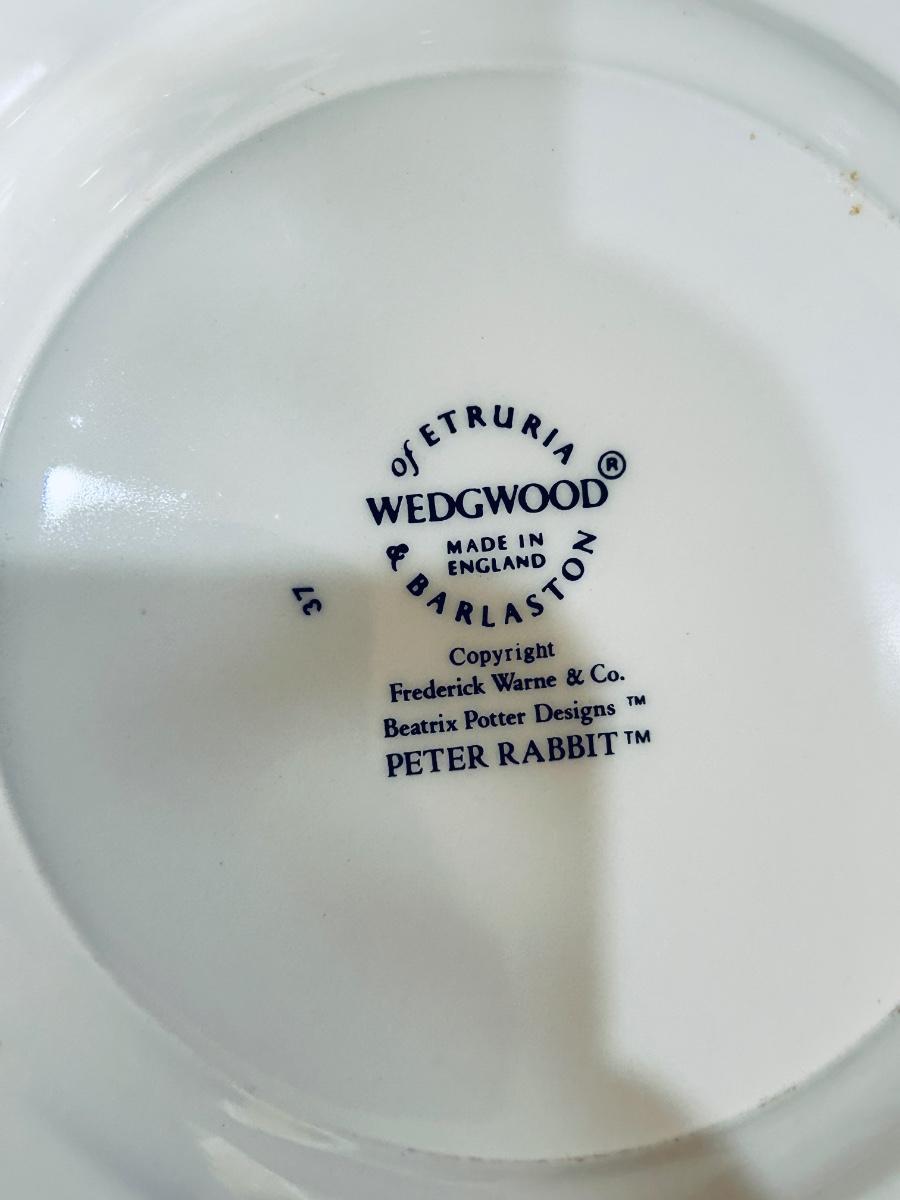 of ETRURIA
WEDGWOOD®
MADE IN
ENGLAND
& BARLASTON
37
Copyright
Frederick Warne & Co.
Beatrix Potter Designs ™
PETER RABBIT™